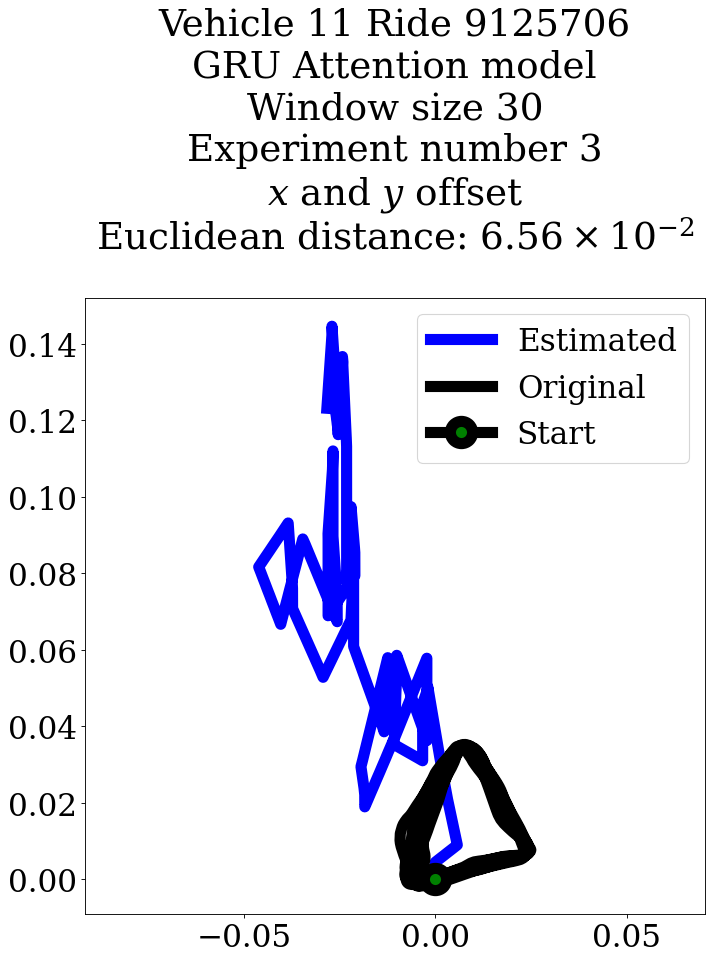 Vehicle 11 Ride 9125706
GRU Attention model
Window size 30
Experiment number 3
x and y offset
Euclidean distance: 6.56 × 10⁻²
Estimated
Original
Start
0.14
0.12
0.10
0.08
0.06
0.04
0.02
0.00
−0.05
0.00
0.05